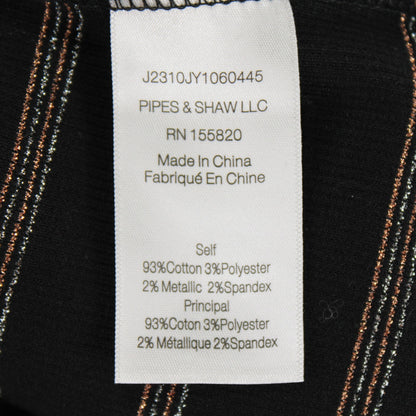 J2310JY1060445
PIPES & SHAW LLC
RN 155820
Made In China
Fabriqué En Chine
Self
93%Cotton 3%Polyester
2% Metallic 2%Spandex
Principal
93%Coton 3%Polyester
2% Métallique 2%Spandex